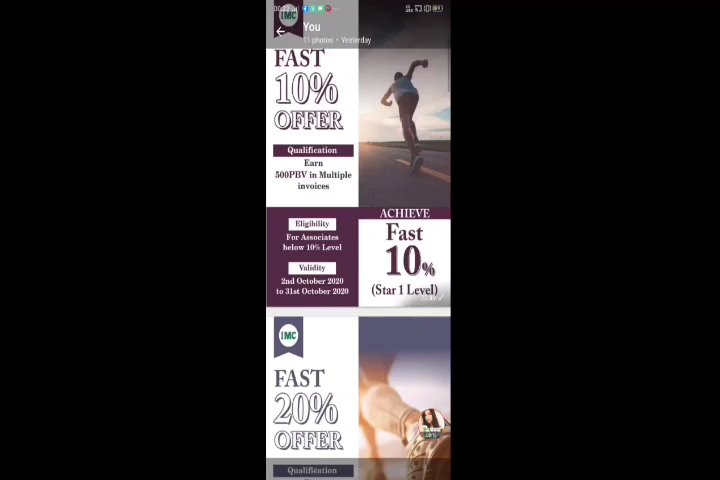 IMC
You
11 photos • Yesterday
FAST
10%
OFFER
Qualification
Earn
500PBV in Multiple
invoices
Eligibility
For Associates
below 10% Level
Validity
2nd October 2020
to 31st October 2020
ACHIEVE
Fast
10%
(Star 1 Level)
IMC
FAST
20%
OFFER
Qualification